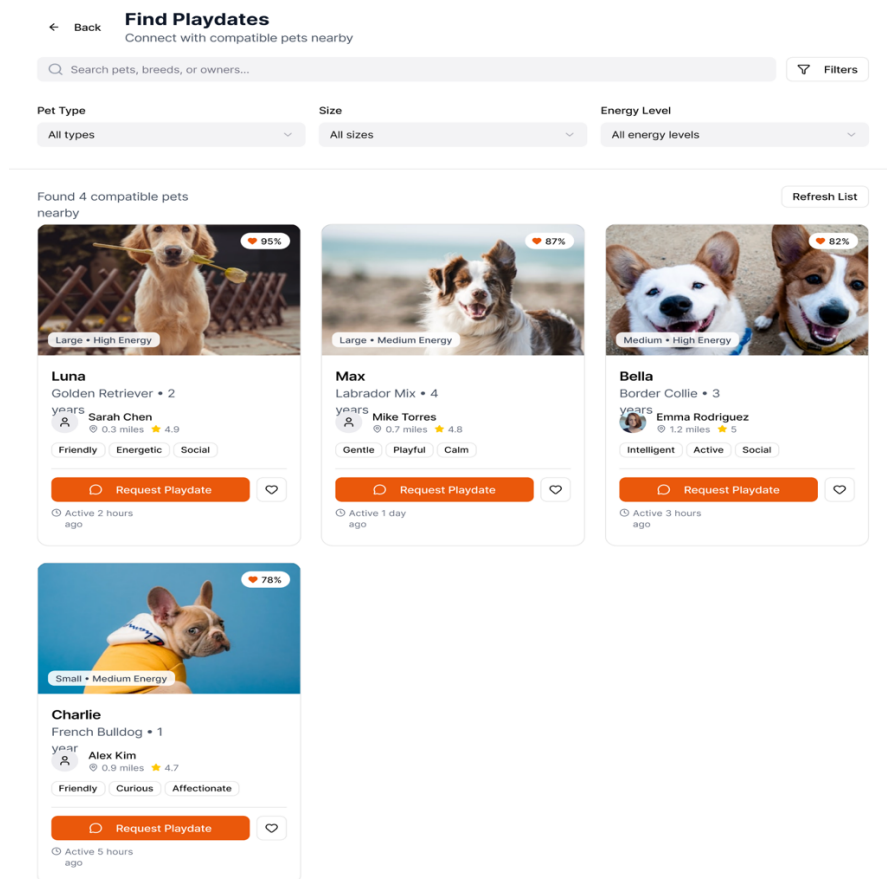 Back
Find Playdates
Connect with compatible pets nearby
Search pets, breeds, or owners...
Filters
Pet Type
Size
Energy Level
All types
All sizes
All energy levels
Found 4 compatible pets
nearby
Refresh List
95%
Large • High Energy
Luna
Golden Retriever • 2
years
Sarah Chen
0.3 miles 4.9
Friendly Energetic Social
Request Playdate
Active 2 hours
ago
87%
Large • Medium Energy
Max
Labrador Mix • 4
years
Mike Torres
0.7 miles 4.8
Gentle Playful Calm
Request Playdate
Active 1 day
ago
82%
Medium • High Energy
Bella
Border Collie • 3
years
Emma Rodriguez
1.2 miles 5
Intelligent Active Social
Request Playdate
Active 3 hours
ago
78%
Small • Medium Energy
Charlie
French Bulldog • 1
year
Alex Kim
0.9 miles 4.7
Friendly Curious Affectionate
Request Playdate
Active 5 hours
ago